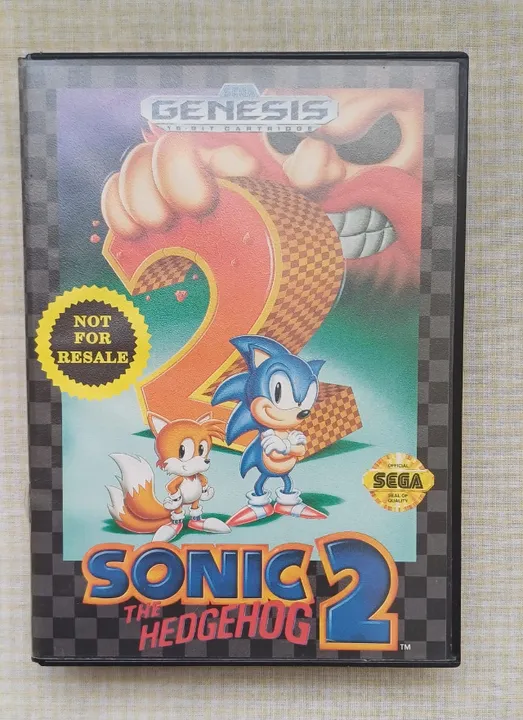 SEGA
GENESIS
16-BIT CARTRIDGE
NOT
FOR
RESALE
OFFICIAL
SEGA
SEAL OF
QUALITY
SONIC
THE
HEDGEHOG
2
TM